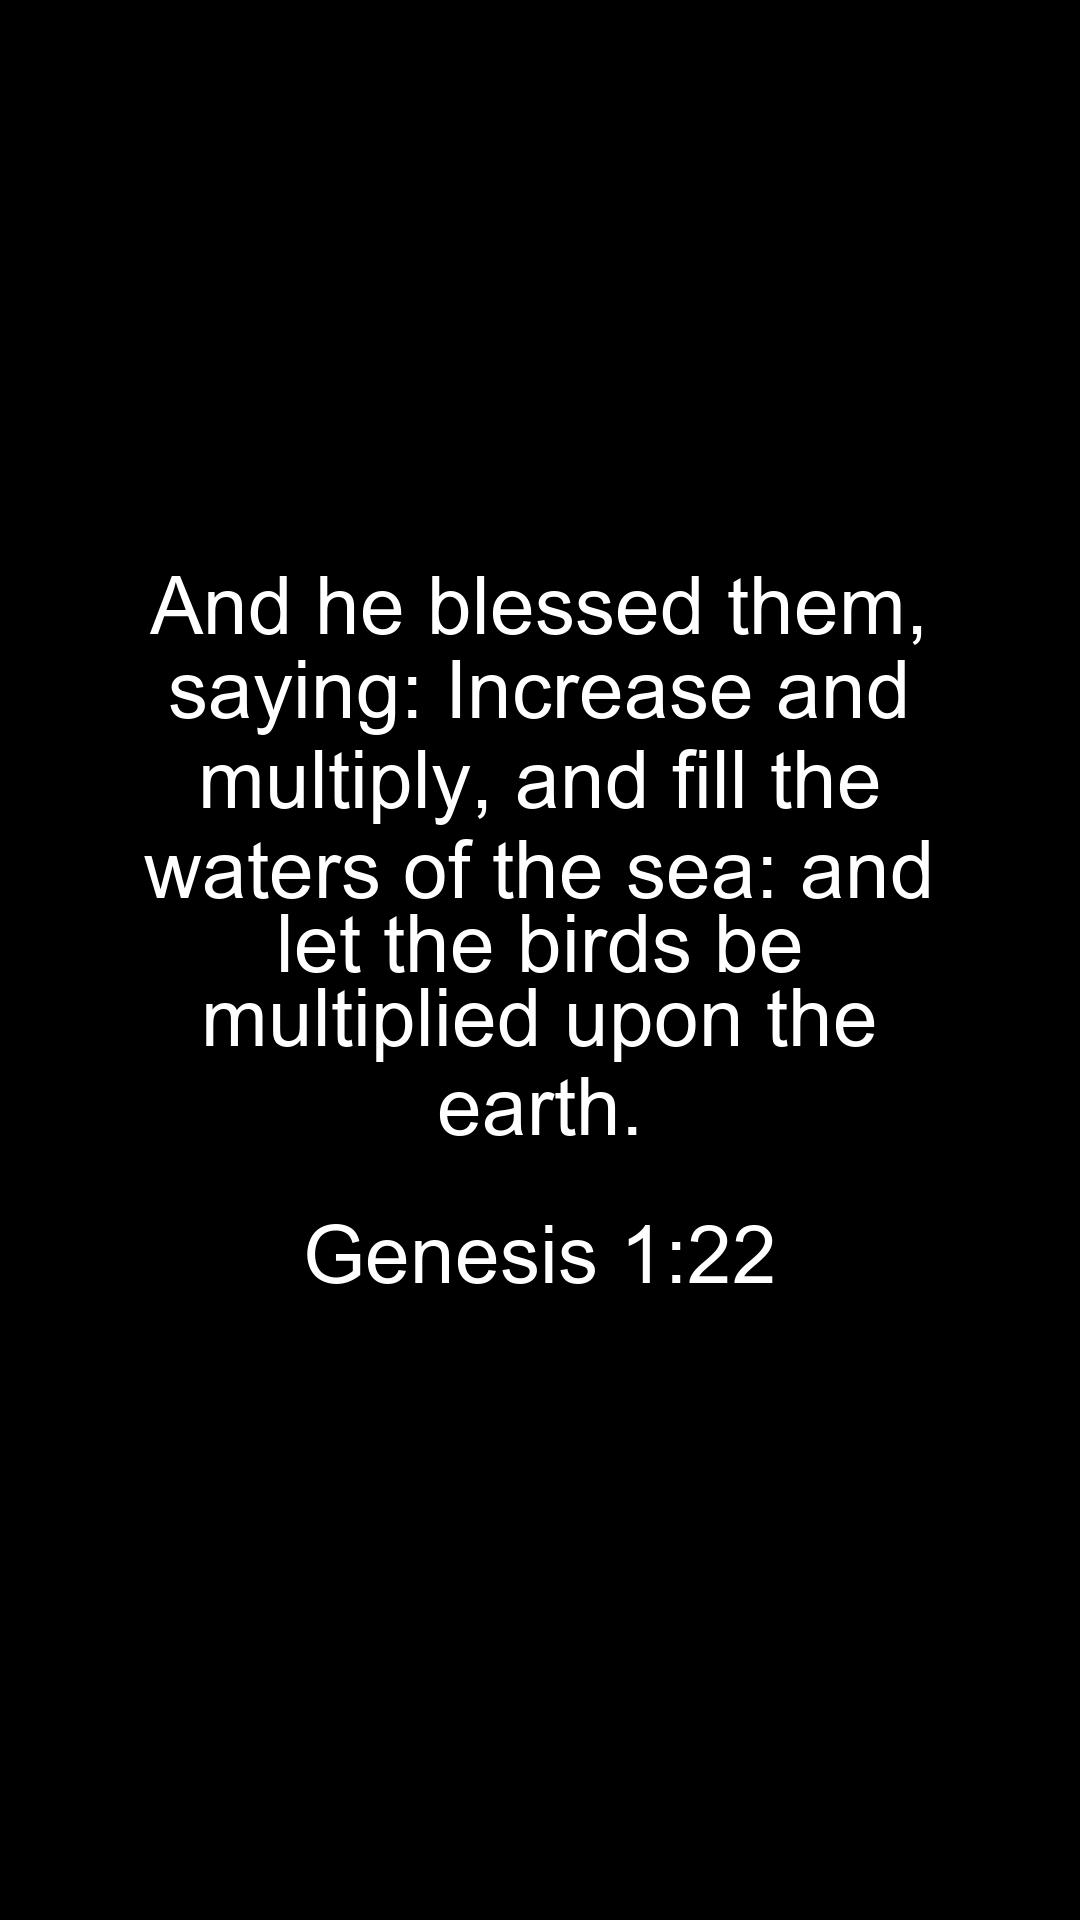 And he blessed them,
saying: Increase and
multiply, and fill the
waters of the sea: and
let the birds be
multiplied upon the
earth.
Genesis 1:22